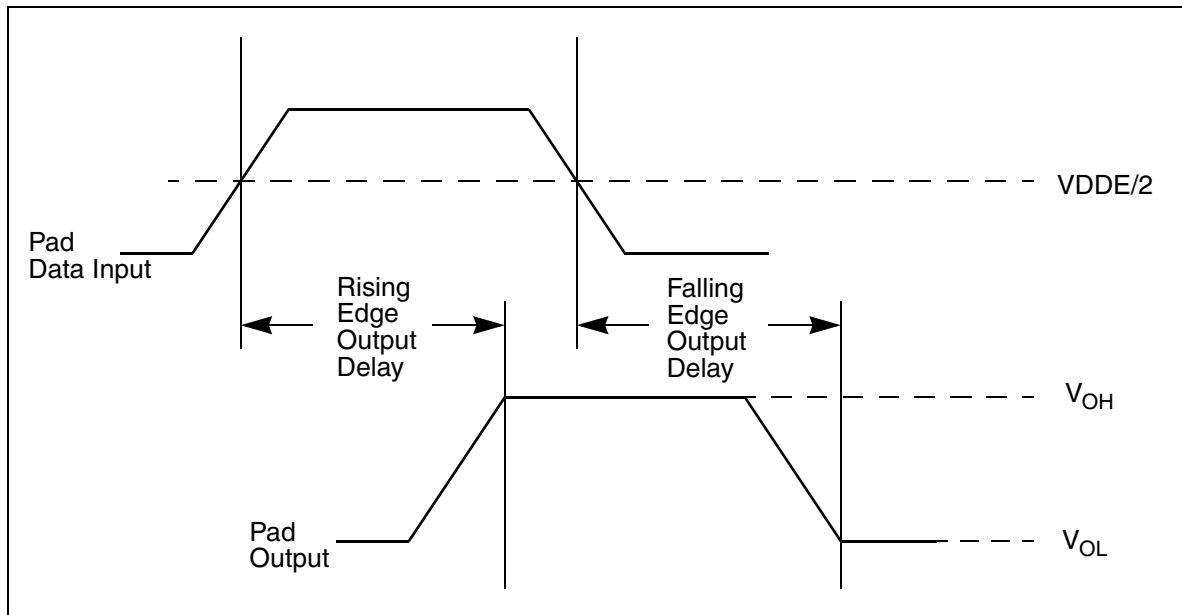 VDDE/2
Pad
Data Input
Rising
Edge
Output
Delay
Falling
Edge
Output
Delay
VOH
Pad
Output
VOL